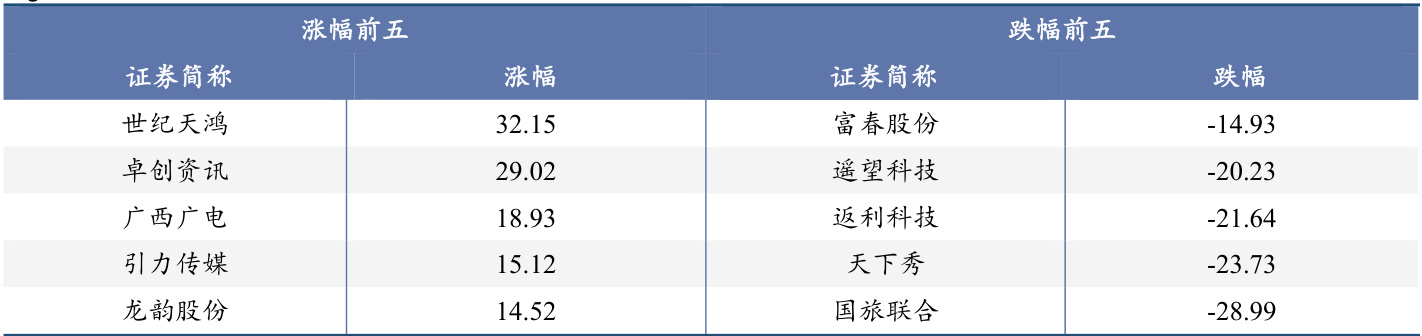 涨幅前五 跌幅前五
证券简称 涨幅 证券简称 跌幅
世纪天鸿 32.15 富春股份 -14.93
卓创资讯 29.02 遥望科技 -20.23
广西广电 18.93 返利科技 -21.64
引力传媒 15.12 天下秀 -23.73
龙韵股份 14.52 国旅联合 -28.99